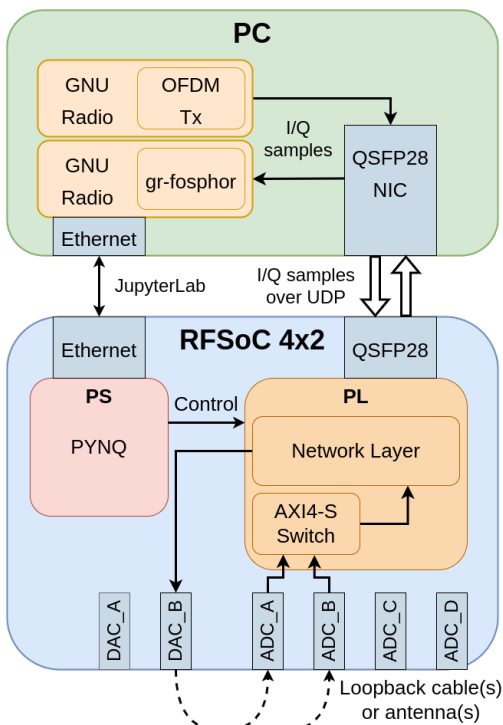 PC
GNU
Radio
OFDM
Tx
I/Q
samples
GNU
Radio
gr-fosphor
QSFP28
NIC
Ethernet
JupyterLab
I/Q samples
over UDP
Ethernet
RFSoC 4x2
QSFP28
PS
PYNQ
Control
PL
Network Layer
AXI4-S
Switch
DAC_A
DAC_B
ADC_A
ADC_B
ADC_C
ADC_D
Loopback cable(s)
or antenna(s)